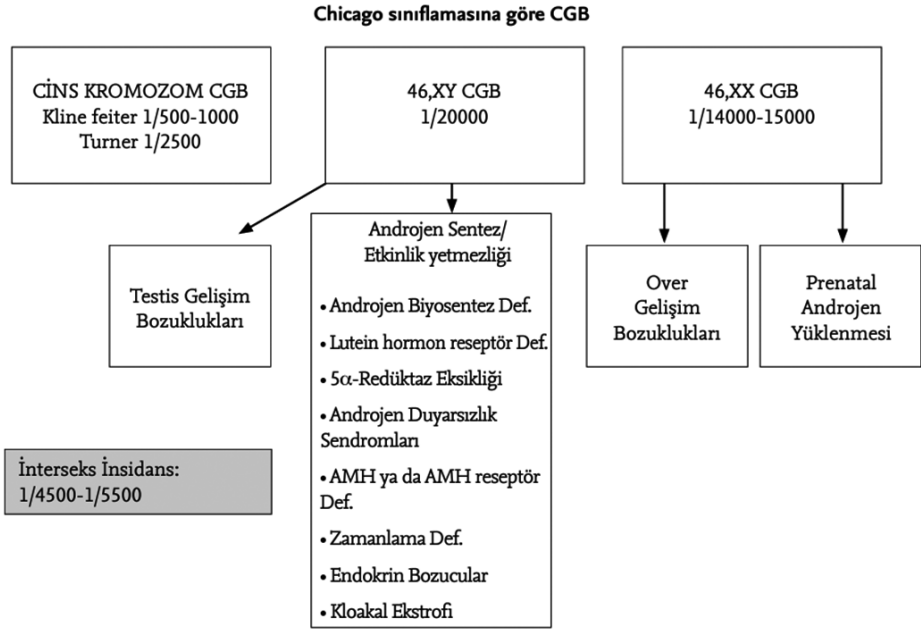 Chicago sınıflamasına göre CGB
CİNS KROMOZOM CGB
Kline feiter 1/500-1000
Turner 1/2500
46,XY CGB
1/20000
46,XX CGB
1/14000-15000
Testis Gelişim
Bozuklukları
Androjen Sentez/
Etkinlik yetmezliği
• Androjen Biyosentez Def.
• Lutein hormon reseptör Def.
• 5α-Redüktaz Eksikliği
• Androjen Duyarsızlık
Sendromları
• AMH ya da AMH reseptör
Def.
• Zamanlama Def.
• Endokrin Bozucular
• Kloakal Ekstrofi
Over
Gelişim
Bozuklukları
Prenatal
Androjen
Yüklenmesi
İnterseks İnsidans:
1/4500-1/5500